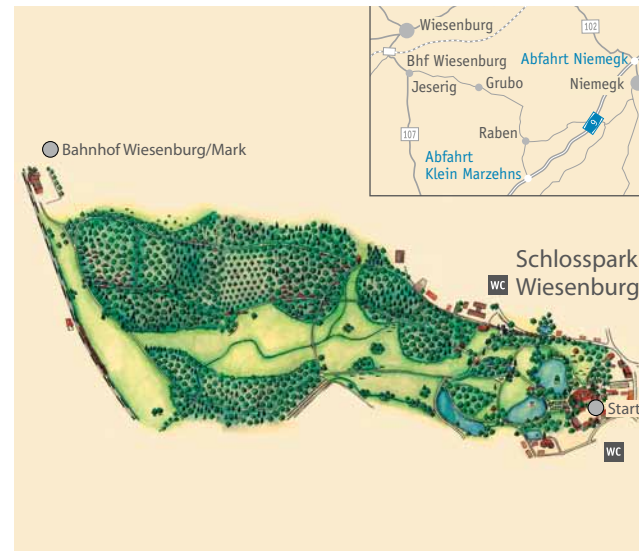 Wiesenburg
102
Bhf Wiesenburg
Abfahrt Niemegk
Jeserig
Grubo
Niemegk
9
107
Raben
Abfahrt
Klein Marzehns
Bahnhof Wiesenburg/Mark
Schlosspark
WC Wiesenburg
Start
WC